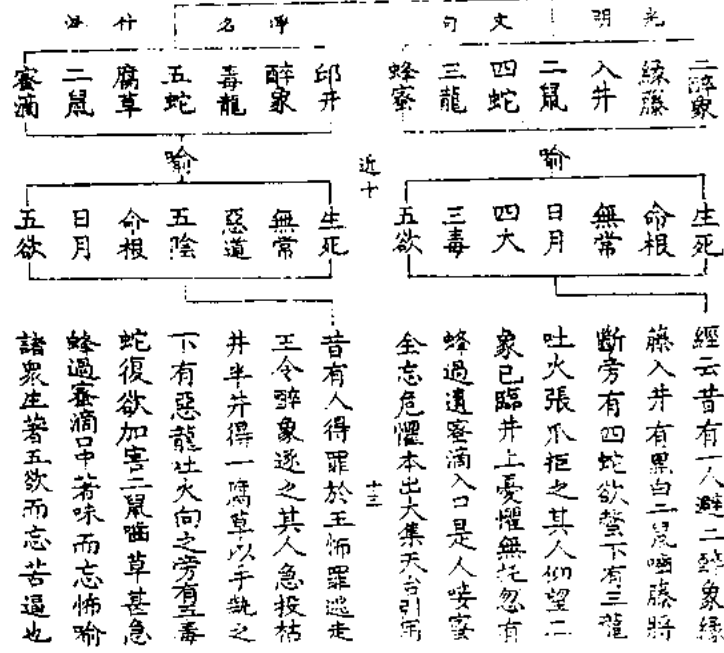 光明文句
二醉象
緣藤
入井
二鼠
四蛇
三龍
蜂蜜
喻
生死
命根
無常
日月
四大
三毒
五欲
經云昔有一人避二醉象緣
藤入井有黑白二鼠嚙藤將
斷旁有四蛇欲螫下有三龍
吐火張爪拒之其人仰望二
象已臨井上憂懼無托忽有
蜂過遺蜜滴入口是人唼蜜
全忘危懼本出大集天台引用
近十
十三
淨名什
邱井
醉象
毒龍
五蛇
腐草
二鼠
蜜滴
喻
生死
無常
惡道
五陰
命根
日月
五欲
昔有人得罪於王怖罪逃走
王令醉象逐之其人急投枯
井半井得一腐草以手執之
下有惡龍吐火向之旁有五毒
蛇復欲加害二鼠嚙草甚急
蜂過蜜滴口中著味而忘怖喻
諸衆生著五欲而忘苦逼也